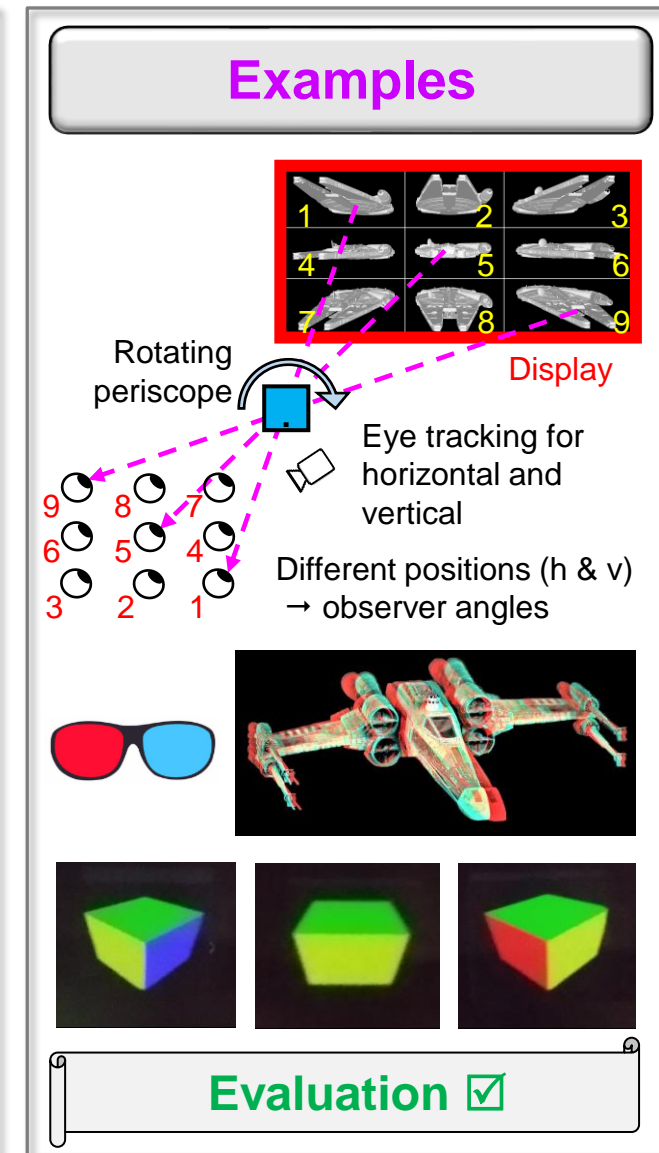 Examples
1 2 3
4 5 6
7 8 9
Display
Rotating
periscope
Eye tracking for
horizontal and
vertical
9 8 7
6 5 4
3 2 1
Different positions (h & v)
→ observer angles
Evaluation ☑